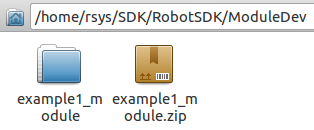 /home/rsys/SDK/RobotSDK/ModuleDev
example1_m
odule
example1_m
odule.zip